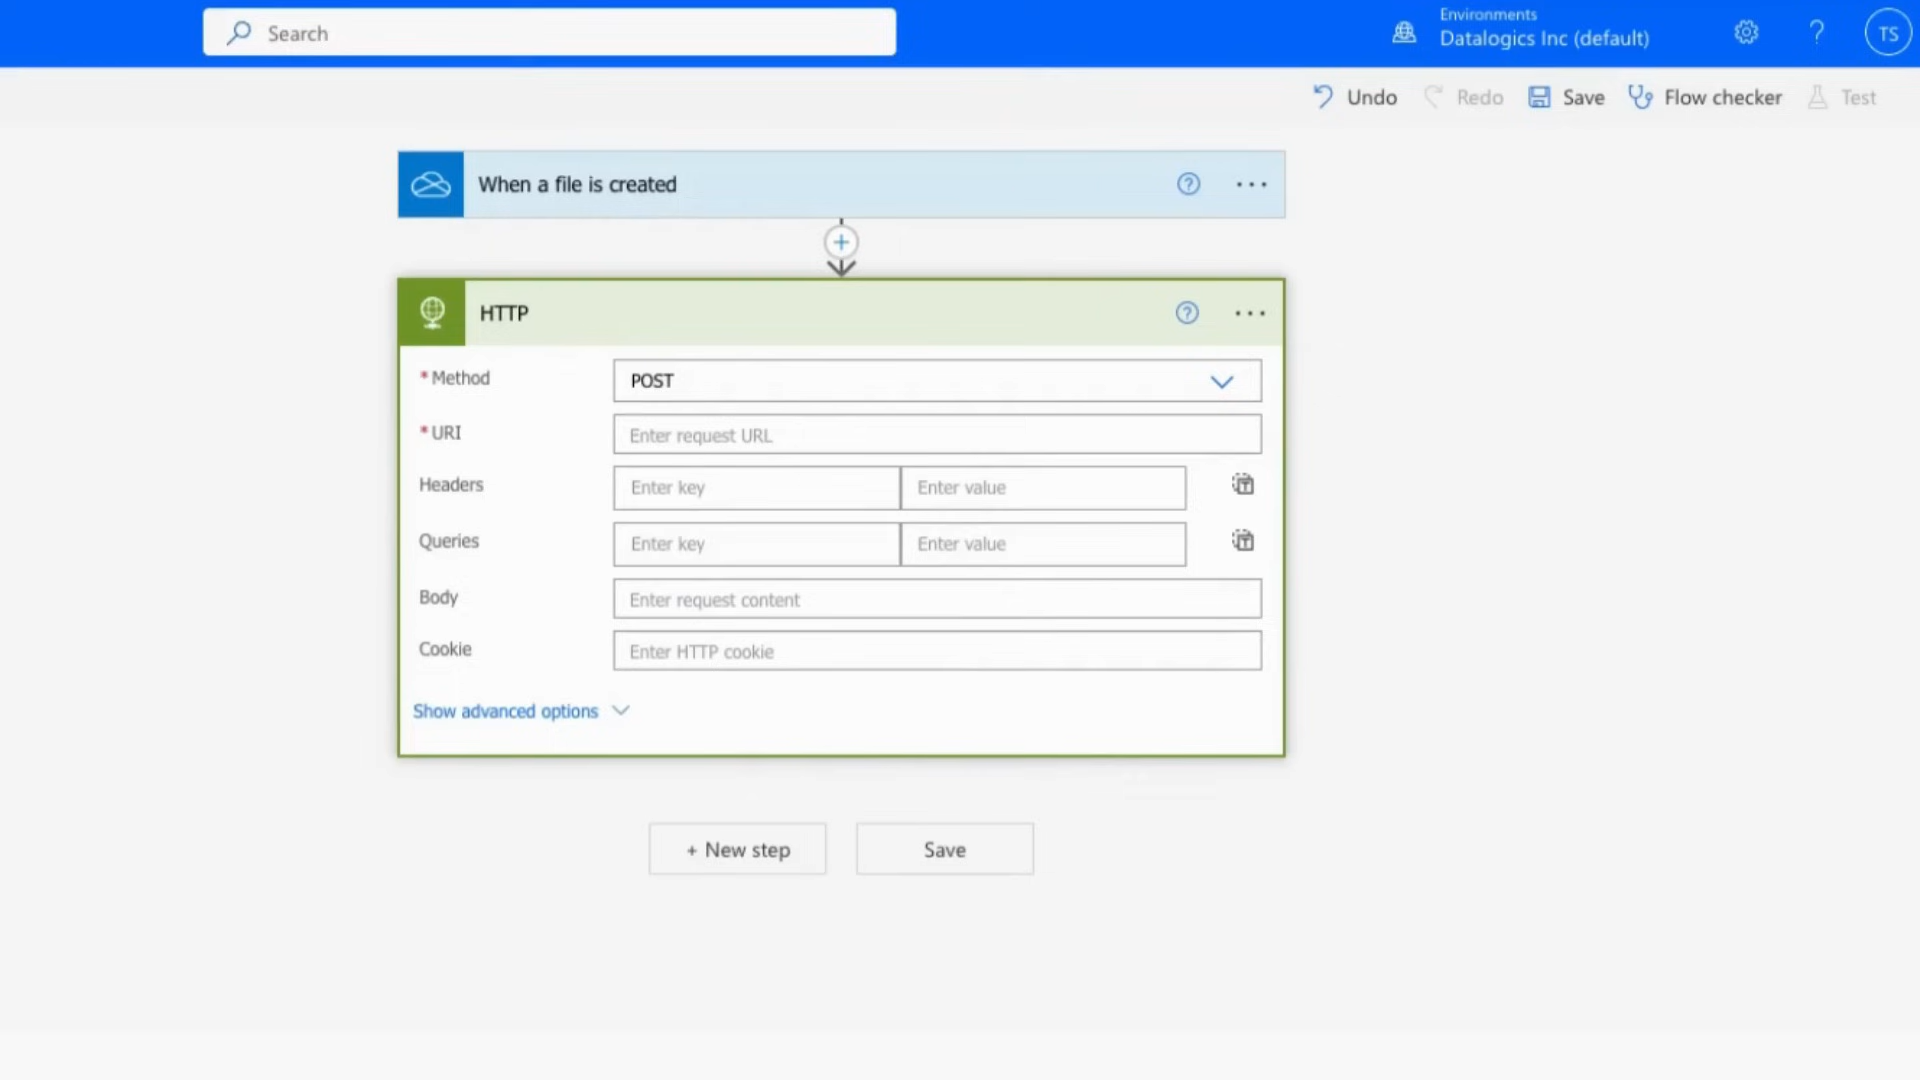 Search
Environments
Datalogics Inc (default)
?
TS
Undo
Redo
Save
Flow checker
Test
When a file is created
?
...
HTTP
?
...
* Method
POST
* URI
Enter request URL
Headers
Enter key
Enter value
Queries
Enter key
Enter value
Body
Enter request content
Cookie
Enter HTTP cookie
Show advanced options
+ New step
Save